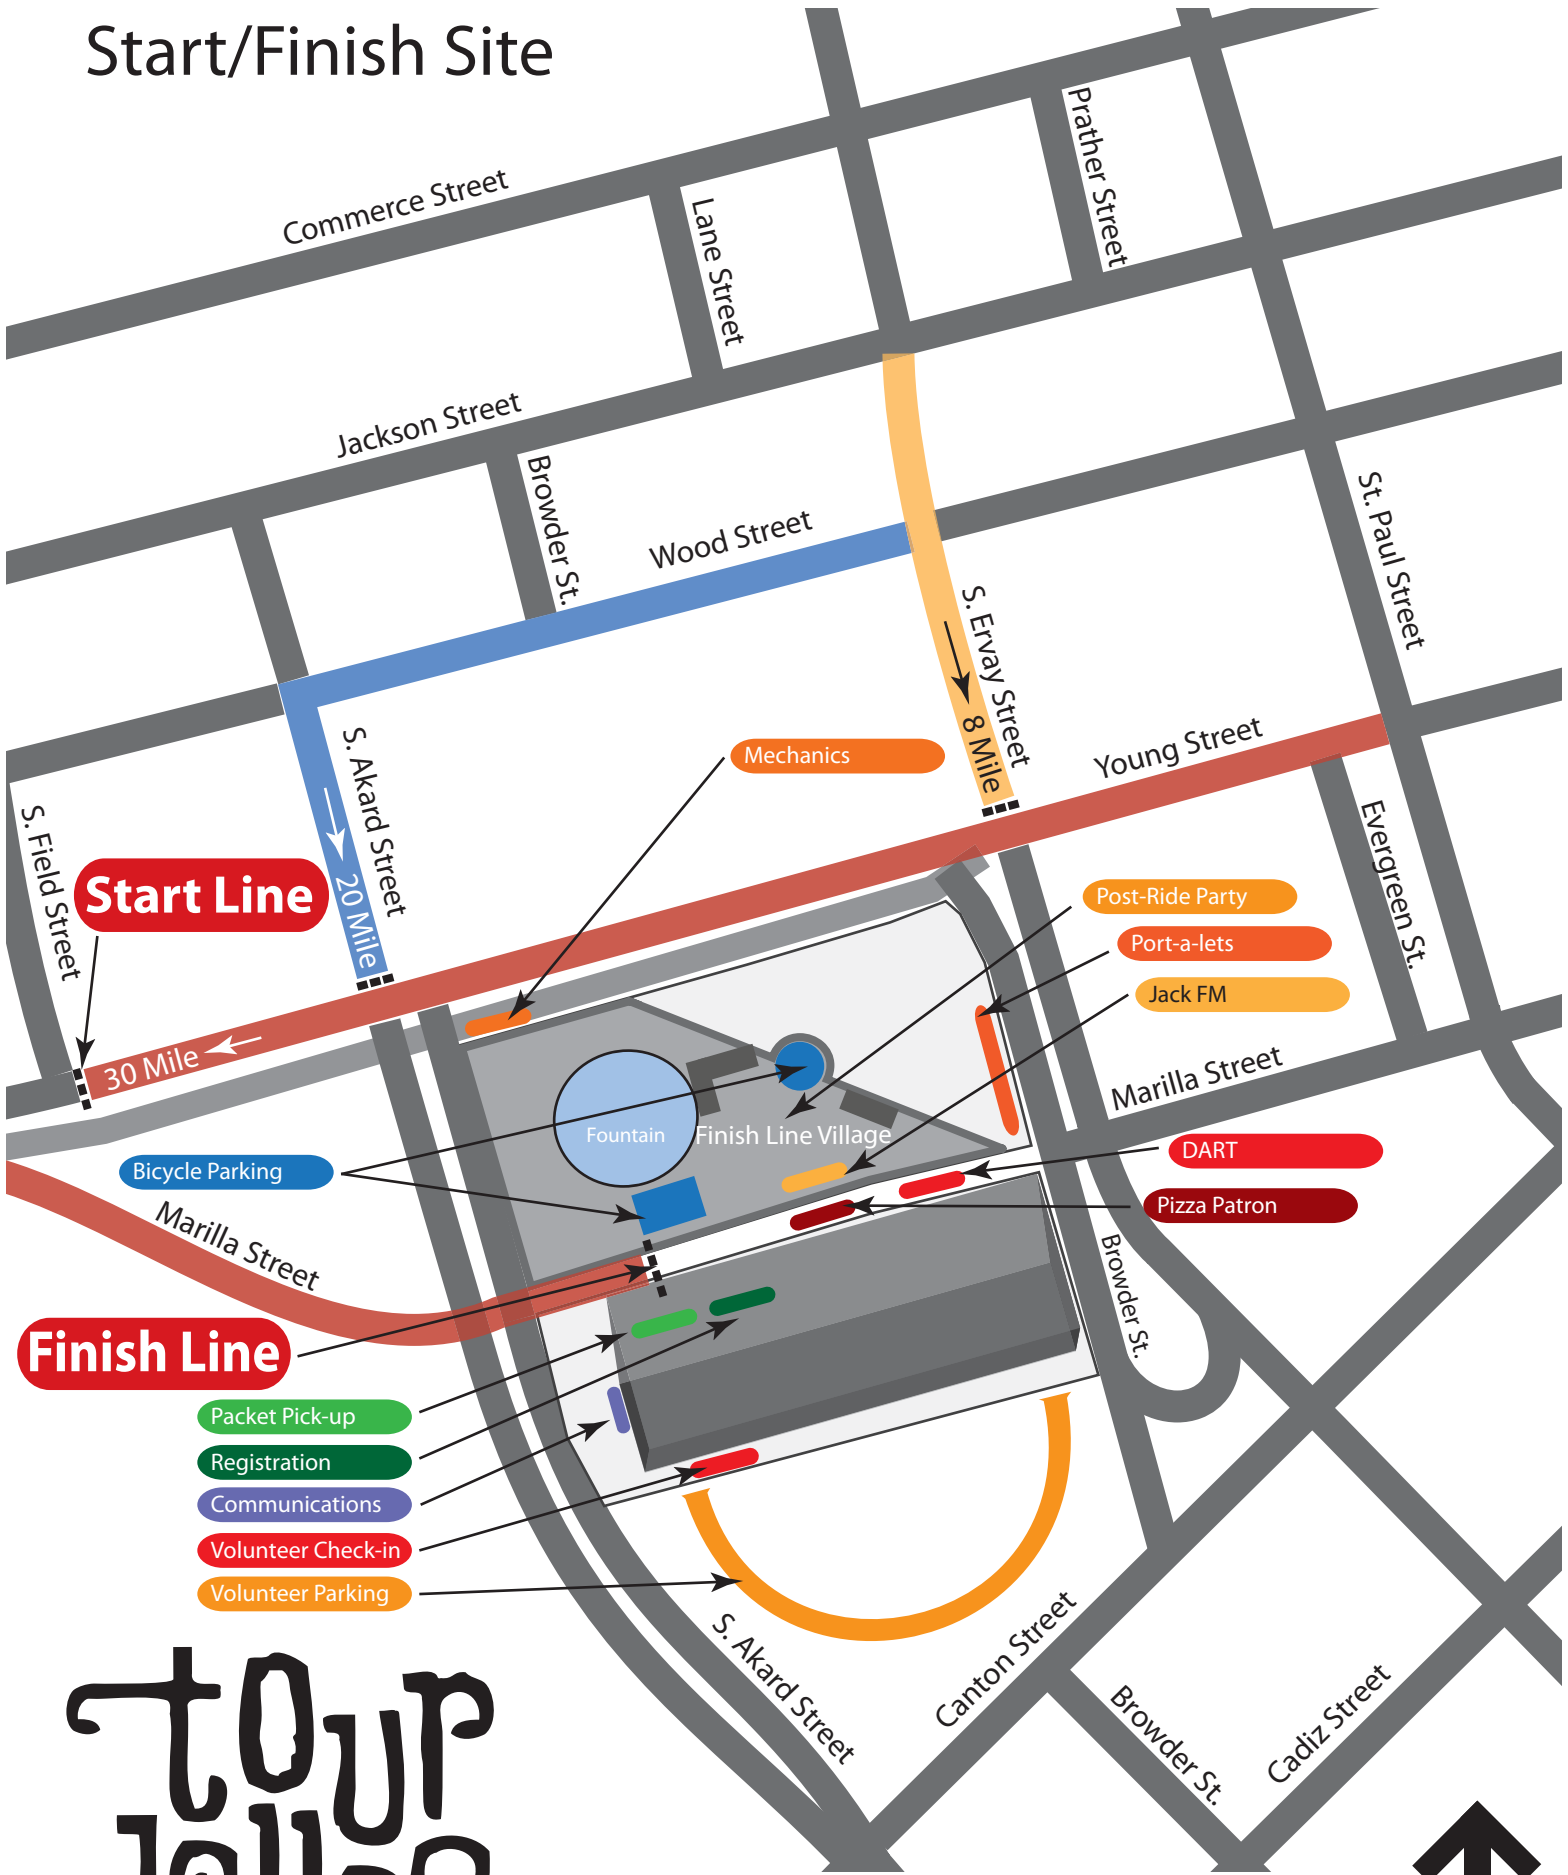 Start/Finish Site
Commerce Street
Lane Street
Prather Street
Jackson Street
Browder St.
Wood Street
S. Ervay Street
8 Mile
St. Paul Street
S. Field Street
S. Akard Street
20 Mile
Mechanics
Young Street
Evergreen St.
Start Line
Post-Ride Party
Port-a-lets
Jack FM
30 Mile
Marilla Street
Fountain
Finish Line Village
Bicycle Parking
DART
Pizza Patron
Marilla Street
Browder St.
Finish Line
Packet Pick-up
Registration
Communications
Volunteer Check-in
Volunteer Parking
S. Akard Street
Canton Street
Browder St.
Cadiz Street
tour